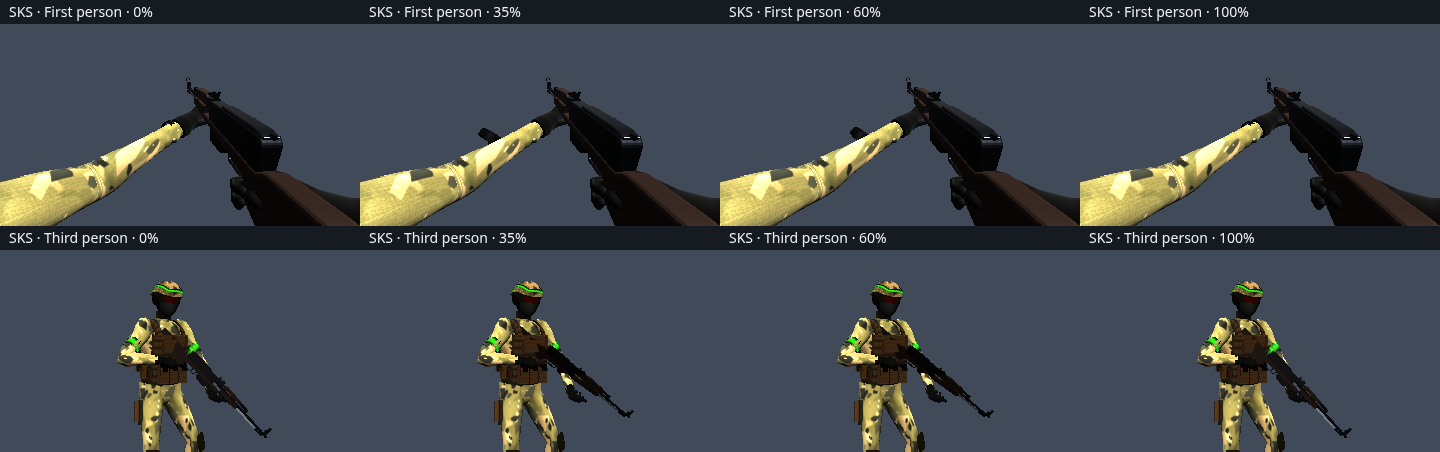 SKS · First person · 0%
SKS · First person · 35%
SKS · First person · 60%
SKS · First person · 100%
SKS · Third person · 0%
SKS · Third person · 35%
SKS · Third person · 60%
SKS · Third person · 100%